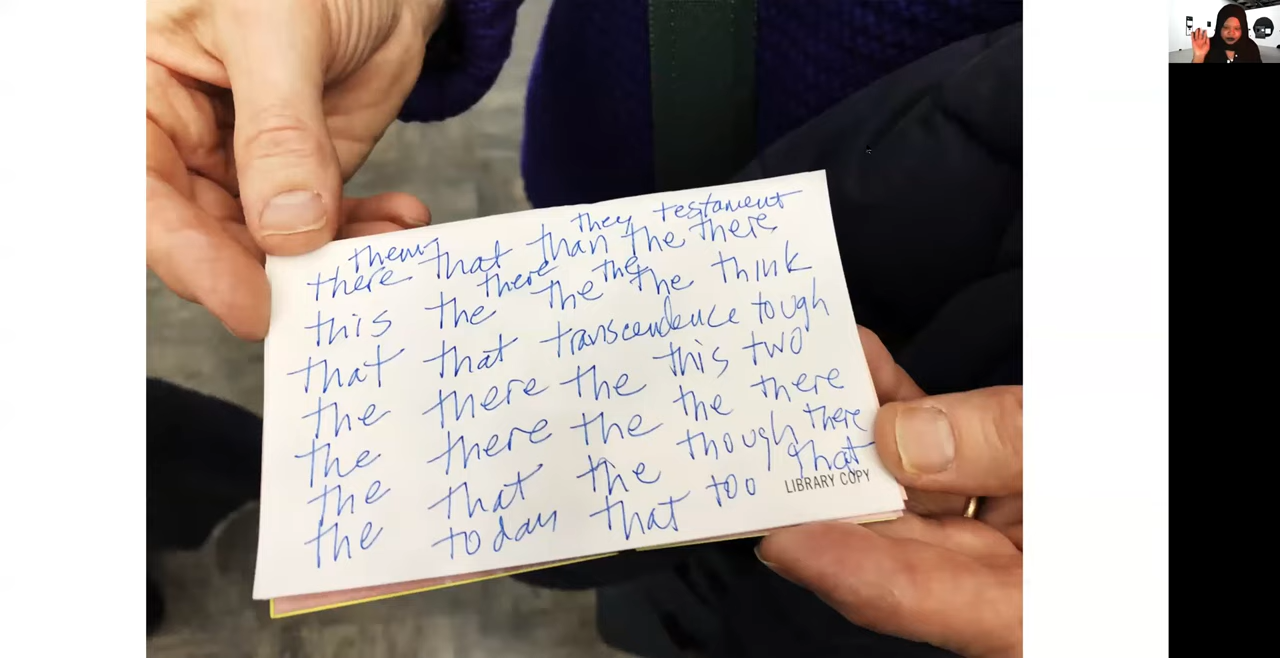 they testament
them
there that than the there
there the
this the the the think
that that transcendence tough
the there the this two
the there the the there
the that the though there
the today that too that
LIBRARY COPY